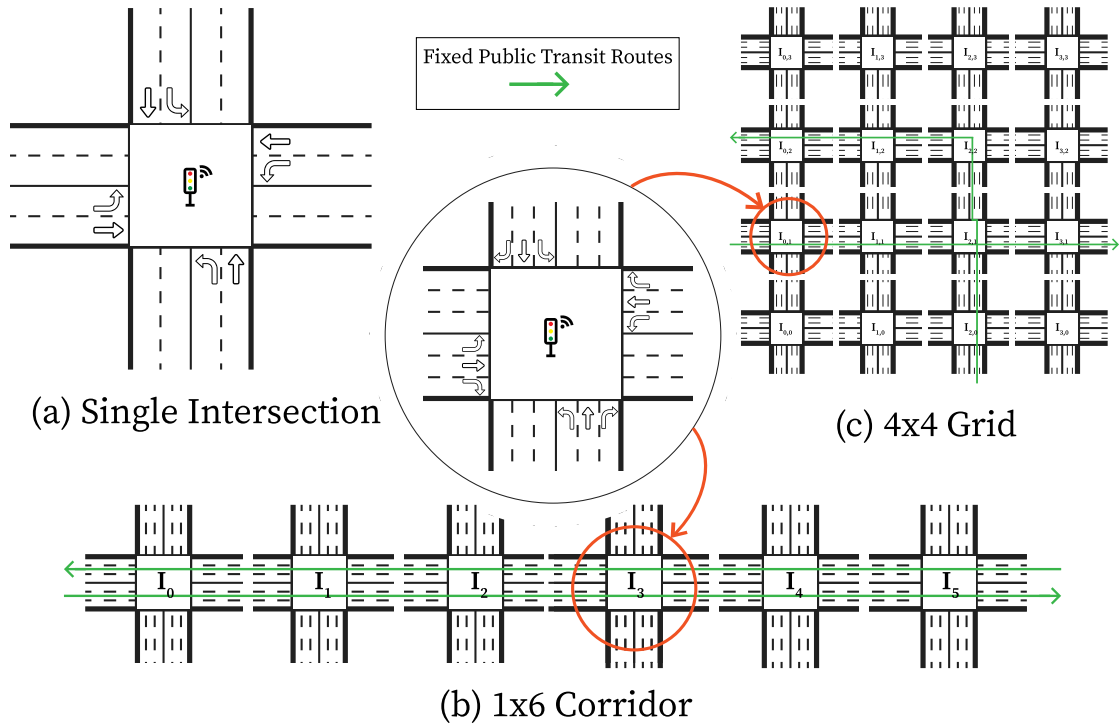 Fixed Public Transit Routes
I0,3
I1,3
I2,3
I3,3
I0,2
I1,2
I2,2
I3,2
I0,1
I1,1
I2,1
I3,1
I0,0
I1,0
I2,0
I3,0
(a) Single Intersection
(c) 4x4 Grid
I0
I1
I2
I3
I4
I5
(b) 1x6 Corridor